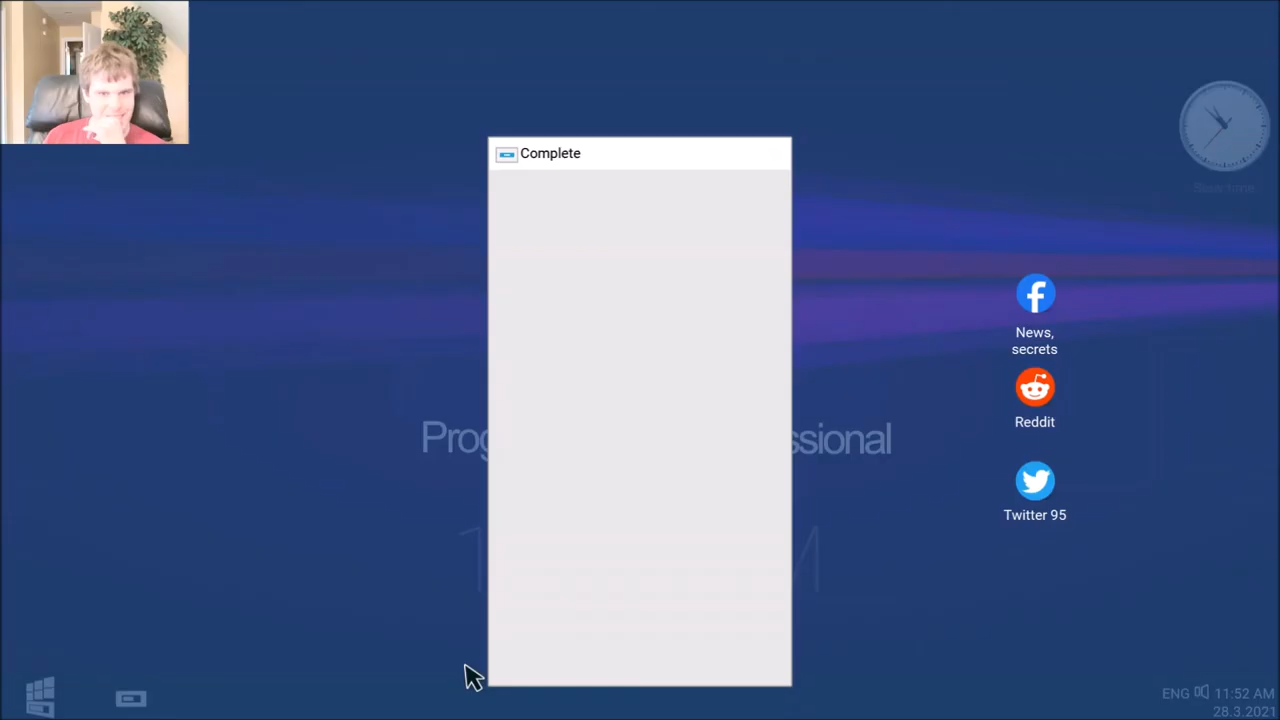 Complete
News,
secrets
Reddit
Prog
ssional
Twitter 95
ENG 11:52 AM
28.3.2021